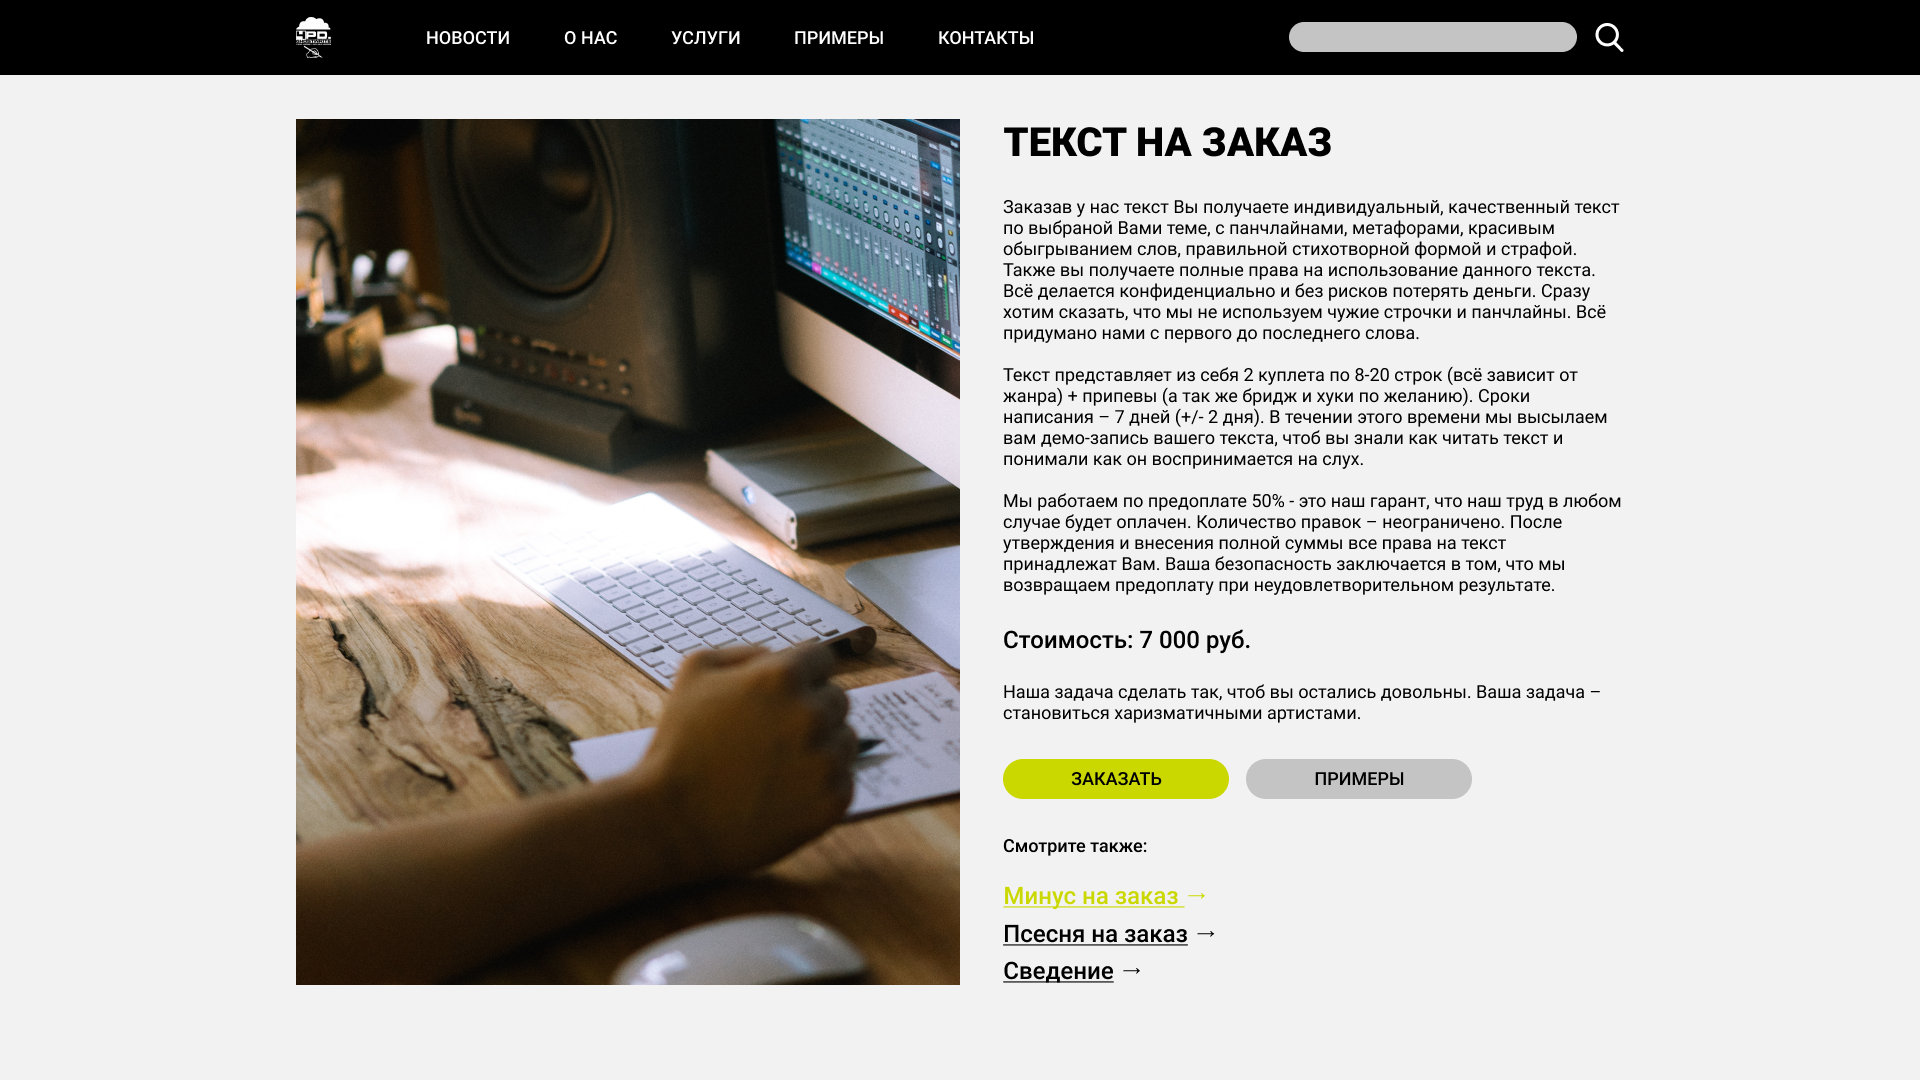 ЧРО.
НОВОСТИ О НАС УСЛУГИ ПРИМЕРЫ КОНТАКТЫ
ТЕКСТ НА ЗАКАЗ
Заказав у нас текст Вы получаете индивидуальный, качественный текст
по выбраной Вами теме, с панчлайнами, метафорами, красивым
обыгрыванием слов, правильной стихотворной формой и страфой.
Также вы получаете полные права на использование данного текста.
Всё делается конфиденциально и без рисков потерять деньги. Сразу
хотим сказать, что мы не используем чужие строчки и панчлайны. Всё
придумано нами с первого до последнего слова.
Текст представляет из себя 2 куплета по 8-20 строк (всё зависит от
жанра) + припевы (а так же бридж и хуки по желанию). Сроки
написания – 7 дней (+/- 2 дня). В течении этого времени мы высылаем
вам демо-запись вашего текста, чтоб вы знали как читать текст и
понимали как он воспринимается на слух.
Мы работаем по предоплате 50% - это наш гарант, что наш труд в любом
случае будет оплачен. Количество правок – неограничено. После
утверждения и внесения полной суммы все права на текст
принадлежат Вам. Ваша безопасность заключается в том, что мы
возвращаем предоплату при неудовлетворительном результате.
Стоимость: 7 000 руб.
Наша задача сделать так, чтоб вы остались довольны. Ваша задача –
становиться харизматичными артистами.
ЗАКАЗАТЬ ПРИМЕРЫ
Смотрите также:
Минус на заказ →
Псесня на заказ →
Сведение →